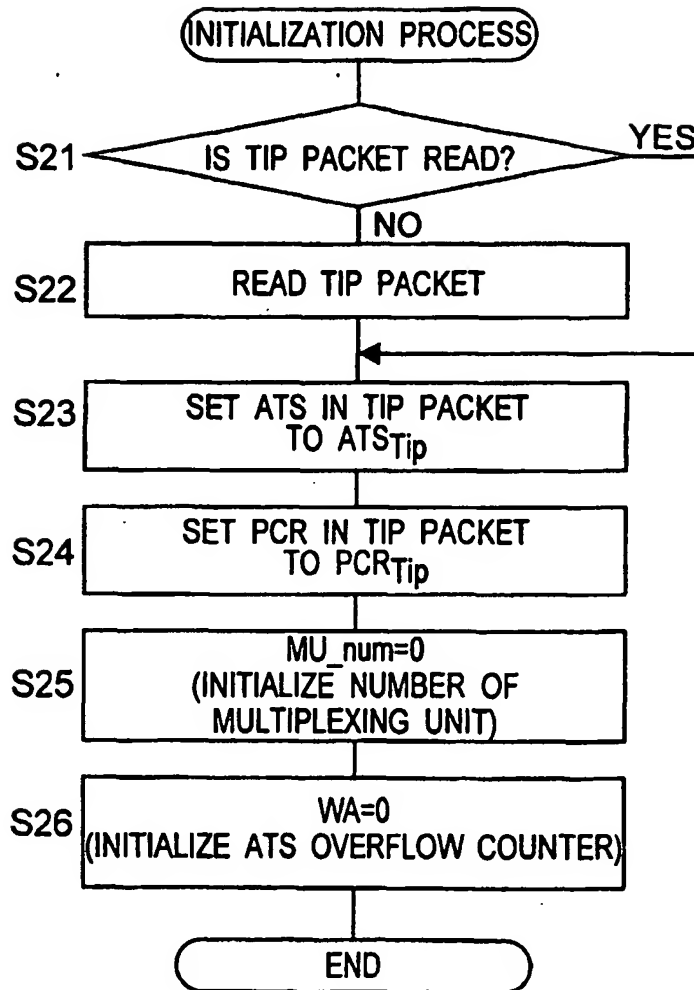 INITIALIZATION PROCESS
S21
IS TIP PACKET READ?
YES
NO
S22
READ TIP PACKET
S23
SET ATS IN TIP PACKET
TO ATSTip
S24
SET PCR IN TIP PACKET
TO PCRTip
S25
MU_num=0
(INITIALIZE NUMBER OF
MULTIPLEXING UNIT)
S26
WA=0
(INITIALIZE ATS OVERFLOW COUNTER)
END